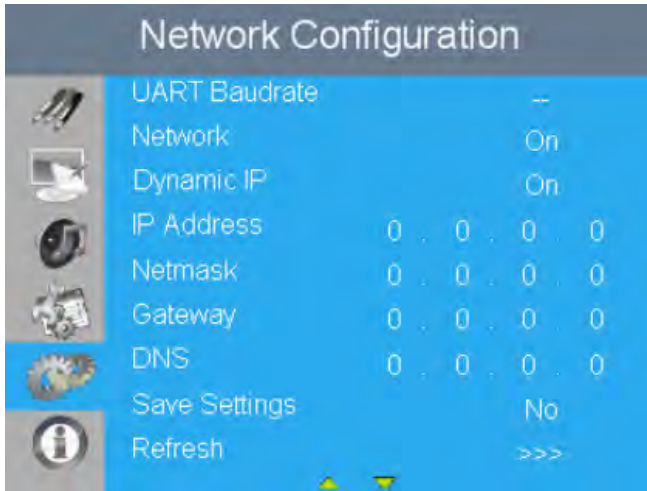 Network Configuration
UART Baudrate --
Network On
Dynamic IP On
IP Address 0 . 0 . 0 . 0
Netmask 0 . 0 . 0 . 0
Gateway 0 . 0 . 0 . 0
DNS 0 . 0 . 0 . 0
Save Settings No
Refresh >>>